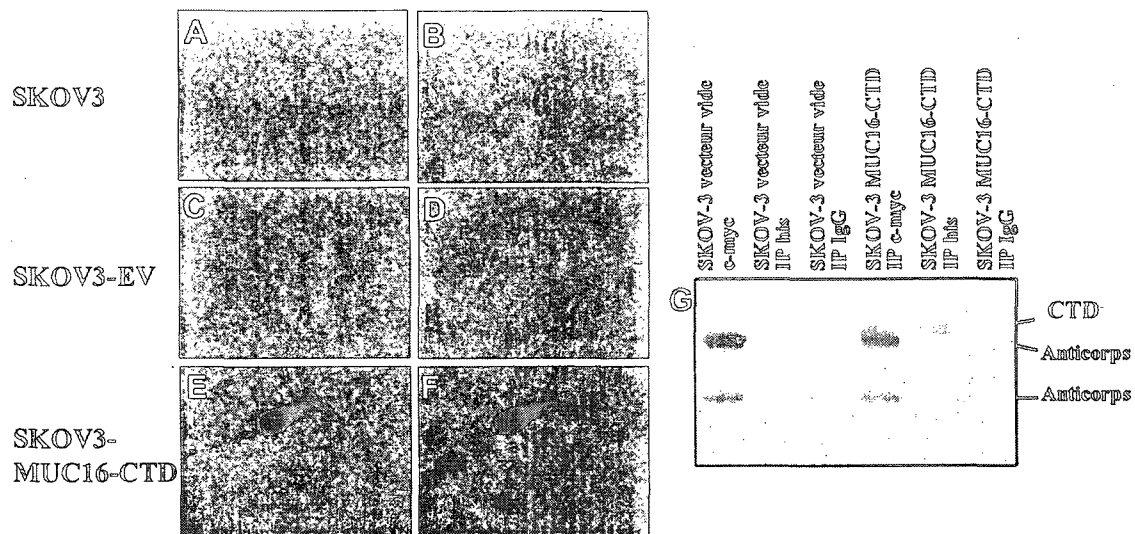 A
B
SKOV3
C
D
SKOV3-EV
E
F
SKOV3-
MUC16-CTD
SKOV-3 vecteur vide
c-myc
SKOV-3 vecteur vide
IP his
SKOV-3 vecteur vide
IP IgG
SKOV-3 MUC16-CTD
IP c-myc
SKOV-3 MUC16-CTD
IP his
SKOV-3 MUC16-CTD
IP IgG
G
CTD
Anticorps
Anticorps